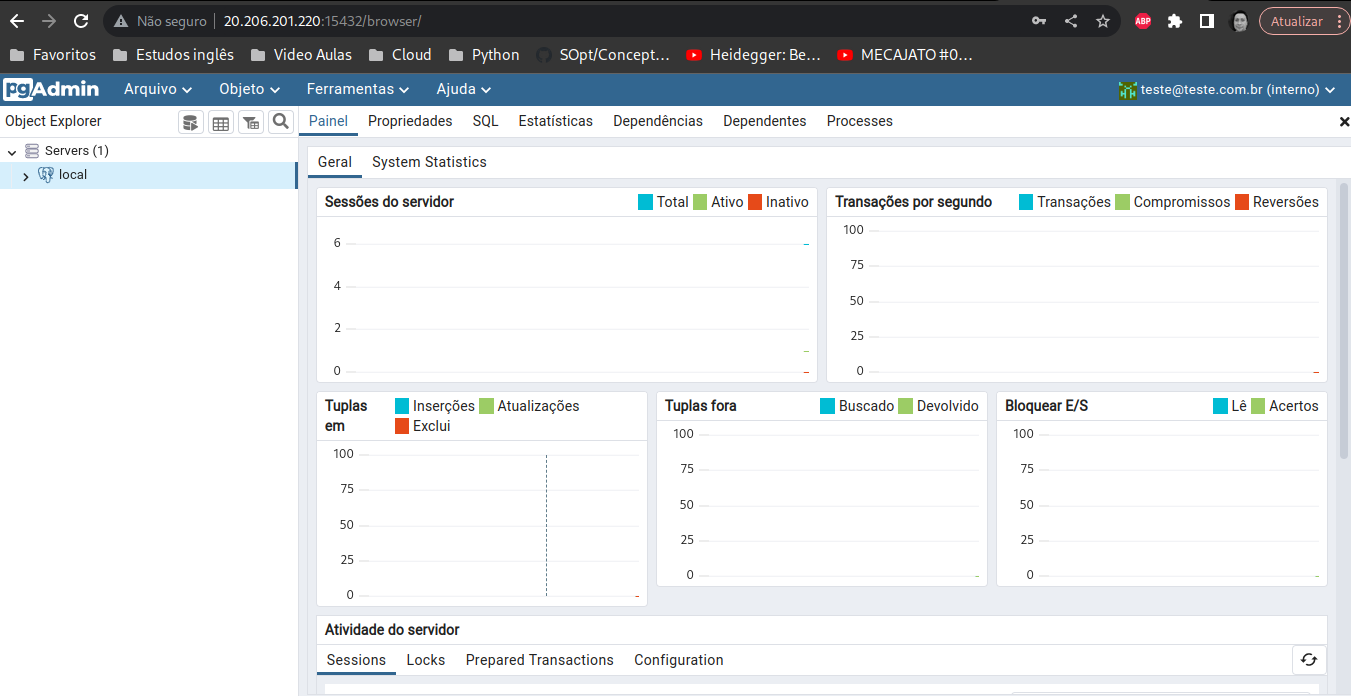 Não seguro 20.206.201.220:15432/browser/ ABP Atualizar
Favoritos Estudos inglês Video Aulas Cloud Python SOpt/Concept... Heidegger: Be... MECAJATO #0...
pgAdmin Arquivo Objeto Ferramentas Ajuda teste@teste.com.br (interno)
Object Explorer
Painel Propriedades SQL Estatísticas Dependências Dependentes Processes
Servers (1)
local
Geral System Statistics
Sessões do servidor Total Ativo Inativo
6
4
2
0
Transações por segundo Transações Compromissos Reversões
100
75
50
25
0
Tuplas em Inserções Atualizações
Exclui
100
75
50
25
0
Tuplas fora Buscado Devolvido
100
75
50
25
0
Bloquear E/S Lê Acertos
100
75
50
25
0
Atividade do servidor
Sessions Locks Prepared Transactions Configuration